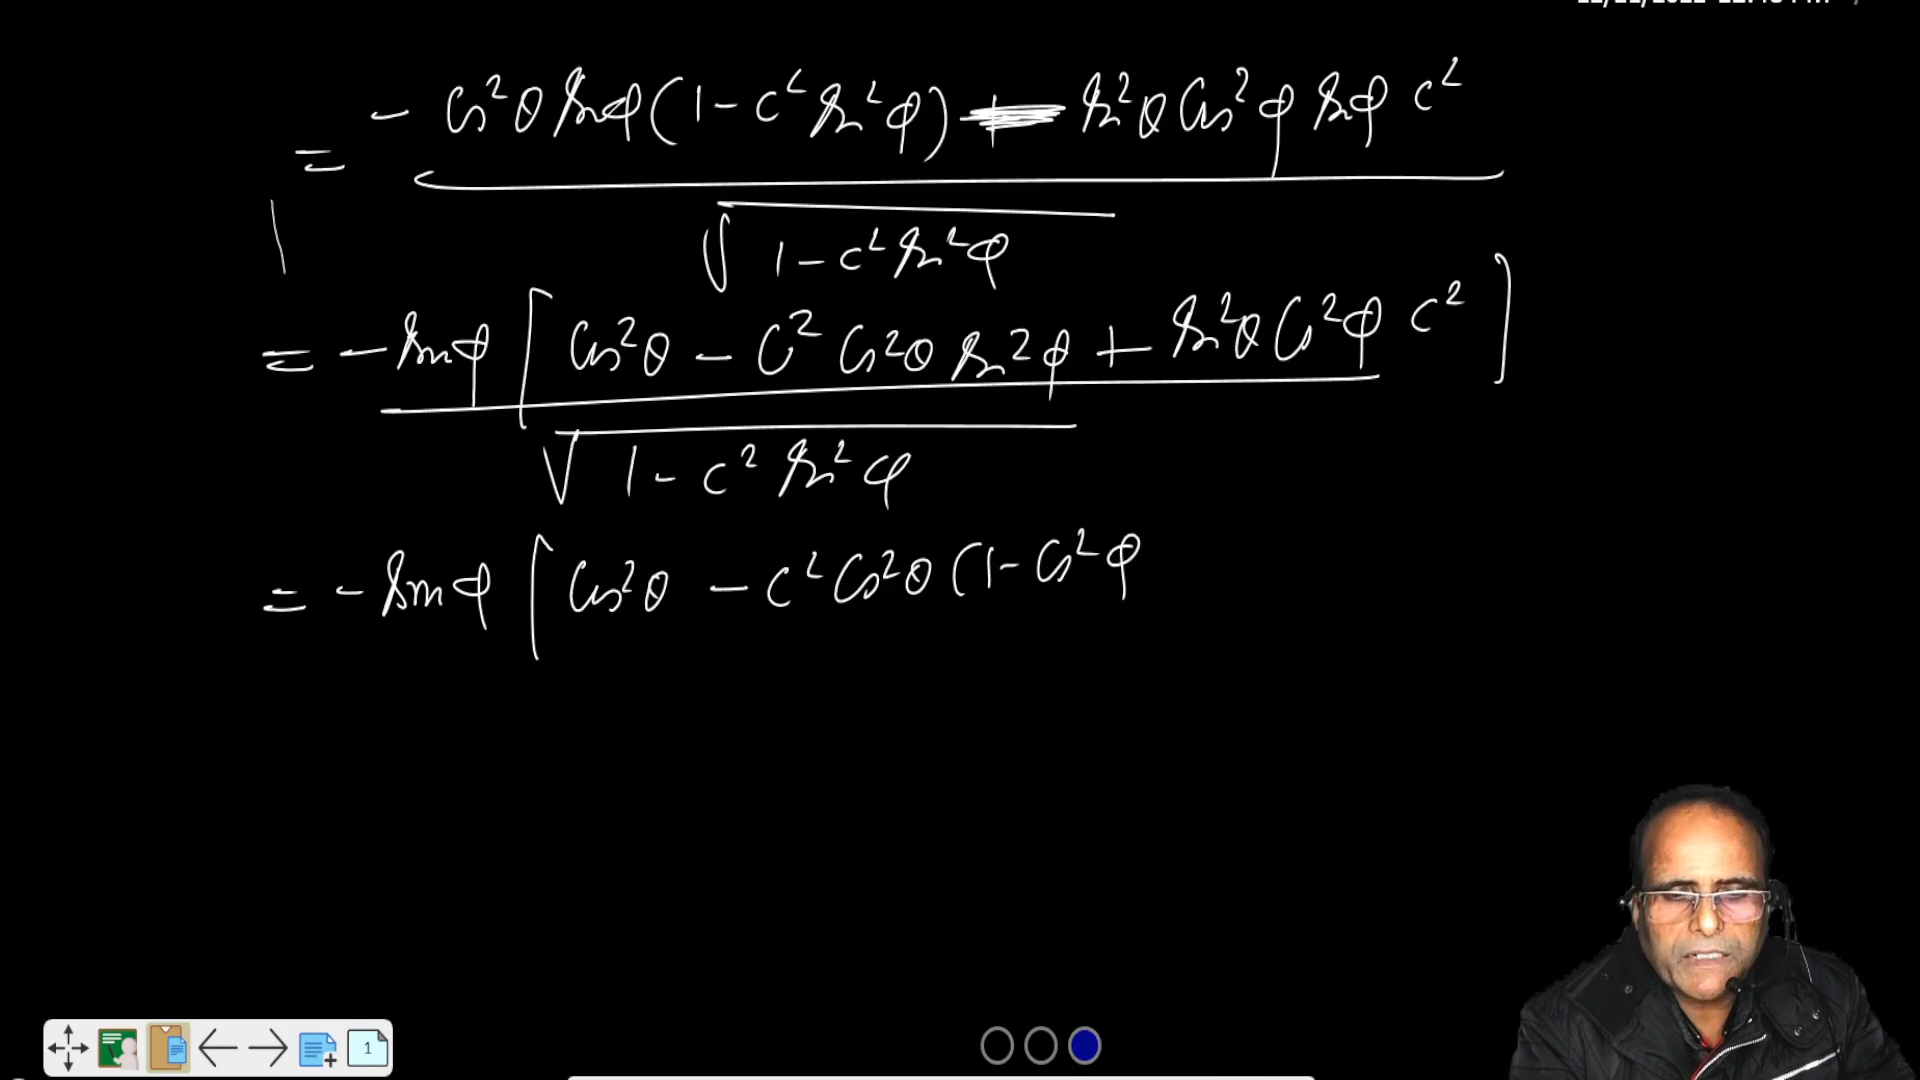 = - Cos²θ Sinφ (1 - c² Sin²φ) + Sin²θ Cos²φ Sinφ c²
√1 - c² Sin²φ
= - Sinφ [ Cos²θ - C² Cos²θ Sin²φ + Sin²θ Cos²φ C² ]
√1 - c² Sin²φ
= - Sinφ [ Cos²θ - c² Cos²θ (1 - Cos²φ
1